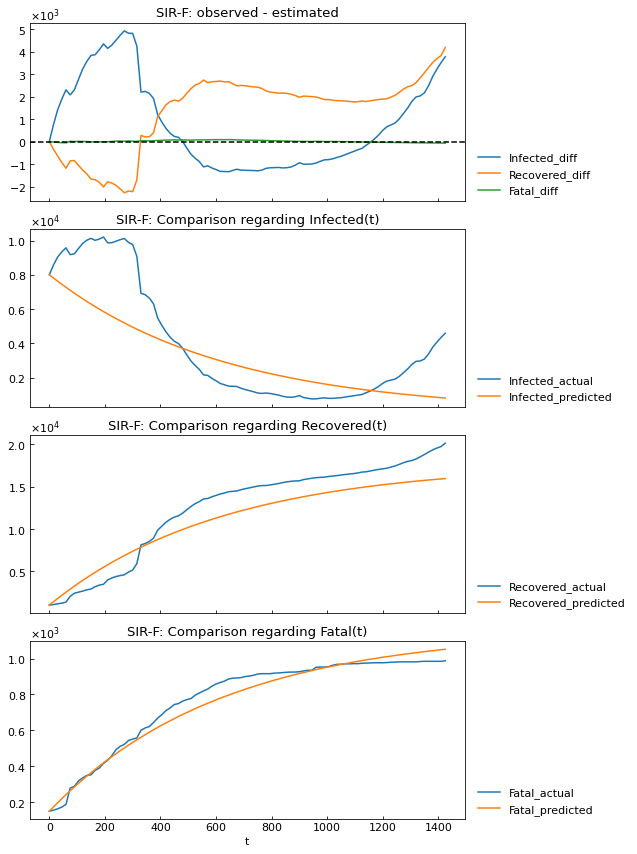 SIR-F: observed - estimated
×10³
5
4
3
2
1
0
−1
−2
Infected_diff
Recovered_diff
Fatal_diff
SIR-F: Comparison regarding Infected(t)
×10⁴
1.0
0.8
0.6
0.4
0.2
Infected_actual
Infected_predicted
SIR-F: Comparison regarding Recovered(t)
×10⁴
2.0
1.5
1.0
0.5
Recovered_actual
Recovered_predicted
SIR-F: Comparison regarding Fatal(t)
×10³
1.0
0.8
0.6
0.4
0.2
Fatal_actual
Fatal_predicted
0 200 400 600 800 1000 1200 1400
t